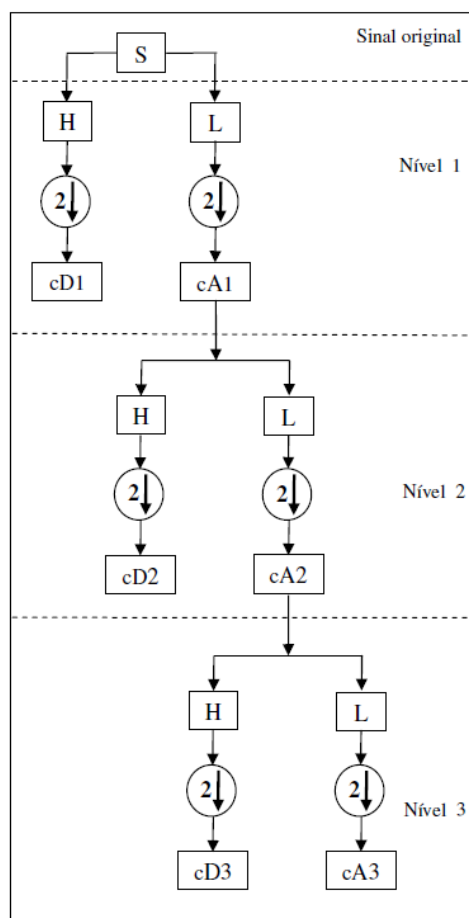 Sinal original
S
H L
Nível 1
2 2
cD1 cA1
H L
Nível 2
2 2
cD2 cA2
H L
2 2
Nível 3
cD3 cA3